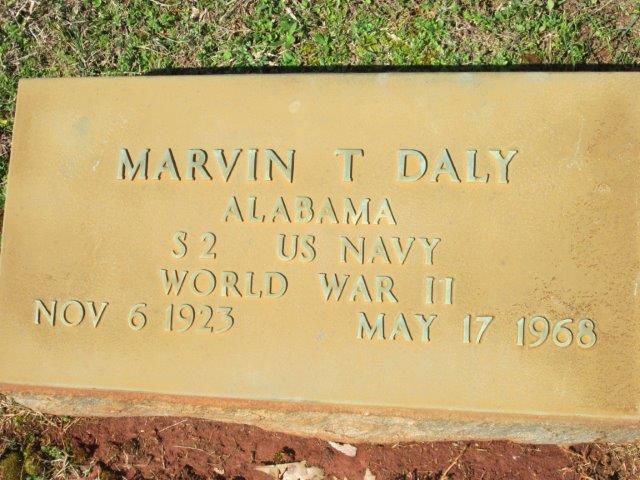 MARVIN T DALY
ALABAMA
S2 US NAVY
WORLD WAR II
NOV 6 1923 MAY 17 1968